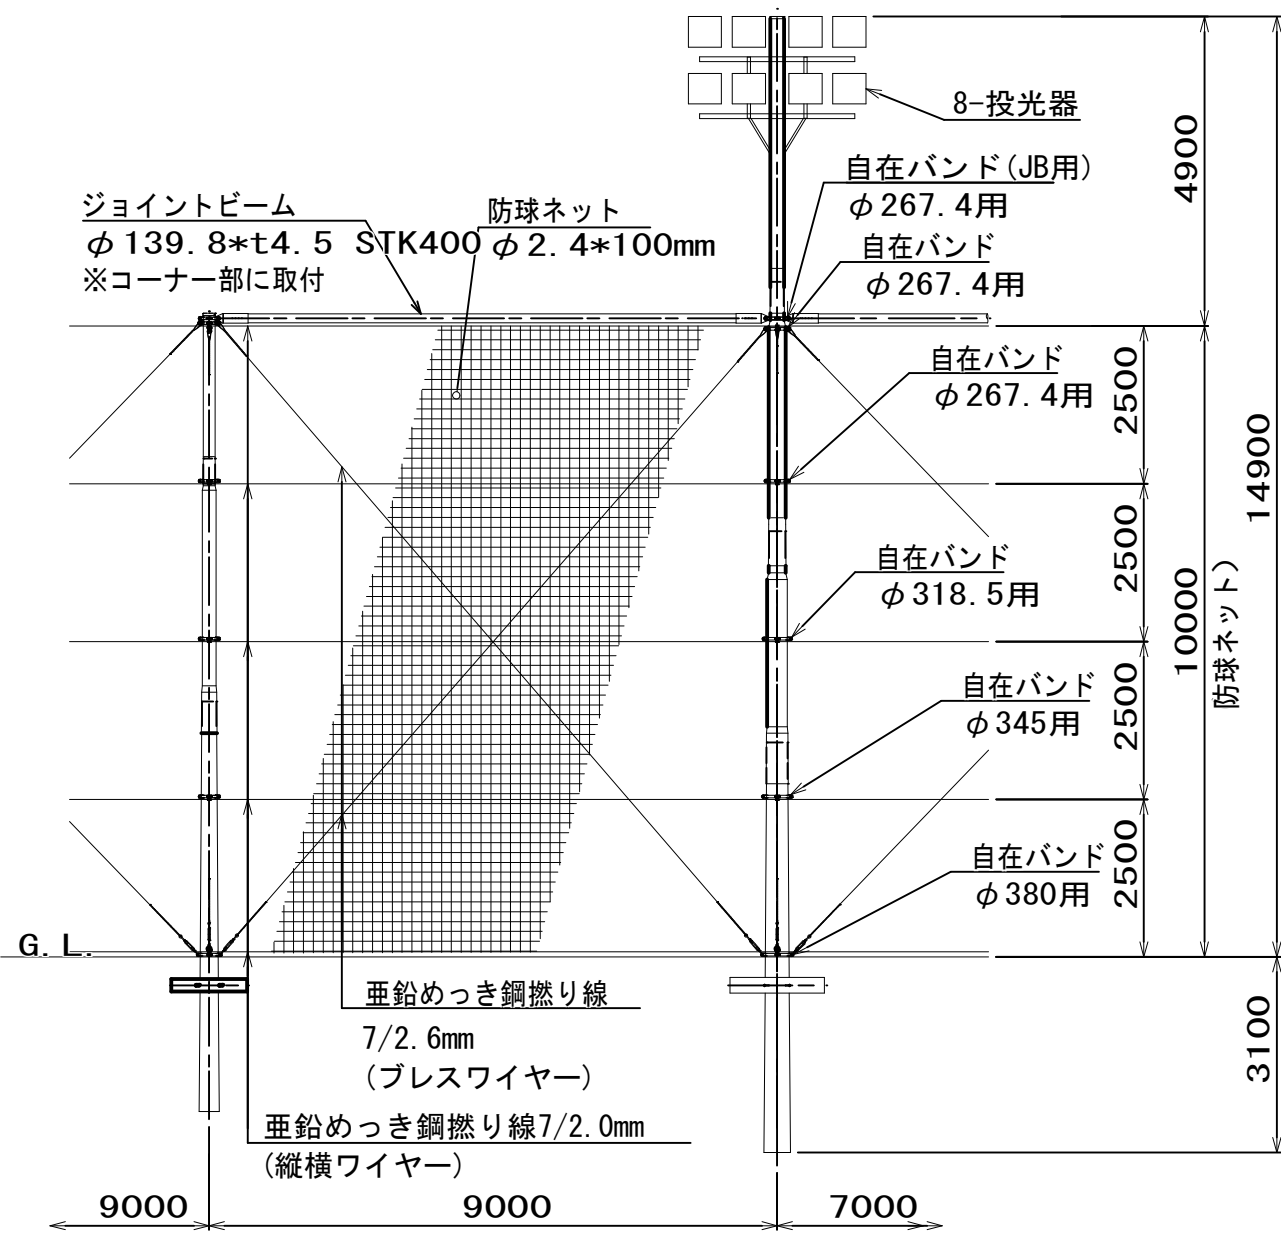 8-投光器
4900
自在バンド(JB用)
φ267.4用
ジョイントビーム
φ139.8*t4.5 STK400
※コーナー部に取付
防球ネット
φ2.4*100mm
自在バンド
φ267.4用
自在バンド
φ267.4用
2500
14900
自在バンド
φ318.5用
2500
10000
防球ネット)
自在バンド
φ345用
2500
自在バンド
φ380用
2500
G.L.
亜鉛めっき鋼撚り線
7/2.6mm
(ブレスワイヤー)
3100
亜鉛めっき鋼撚り線7/2.0mm
(縦横ワイヤー)
9000
9000
7000